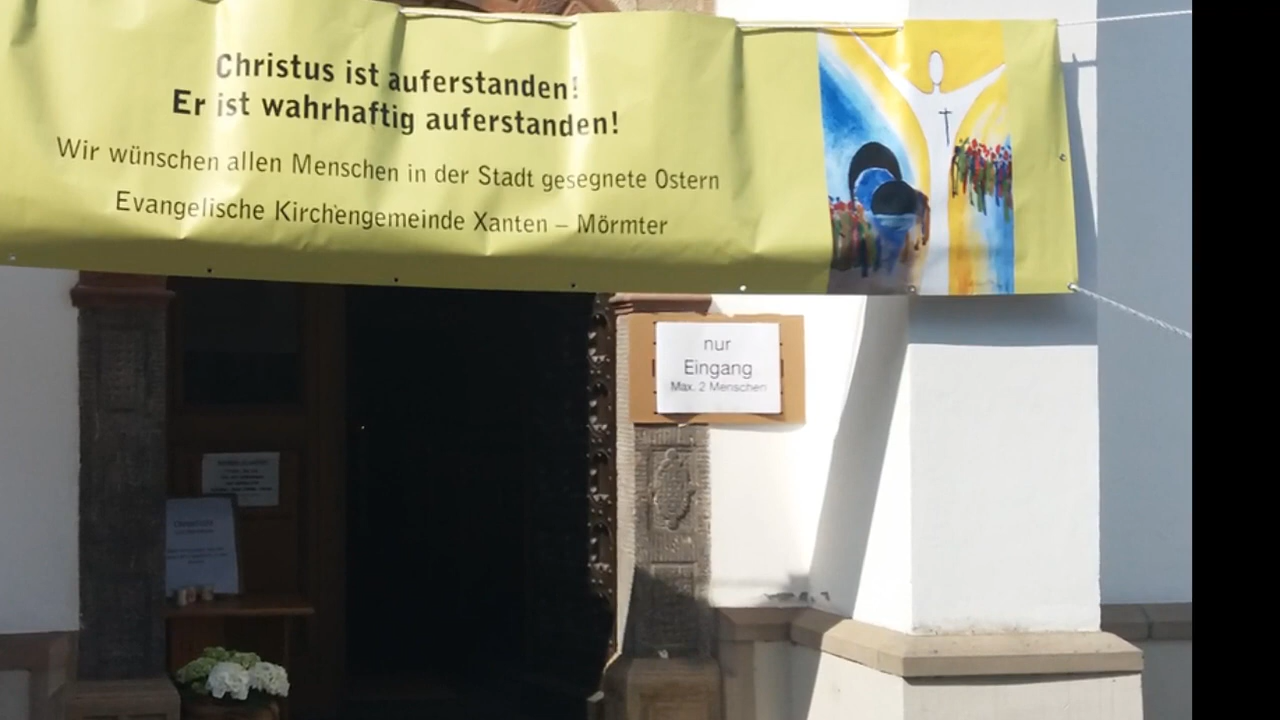 Christus ist auferstanden!
Er ist wahrhaftig auferstanden!
Wir wünschen allen Menschen in der Stadt gesegnete Ostern
Evangelische Kirchengemeinde Xanten – Mörmter
nur
Eingang
Max. 2 Menschen